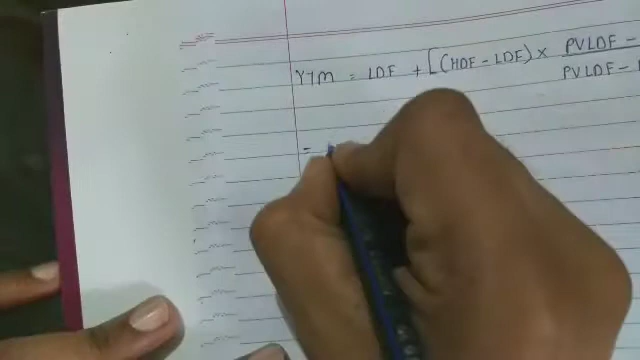 YTM = LDF + [(HDF - LDF) × PVLDF -
PVLDF -
=